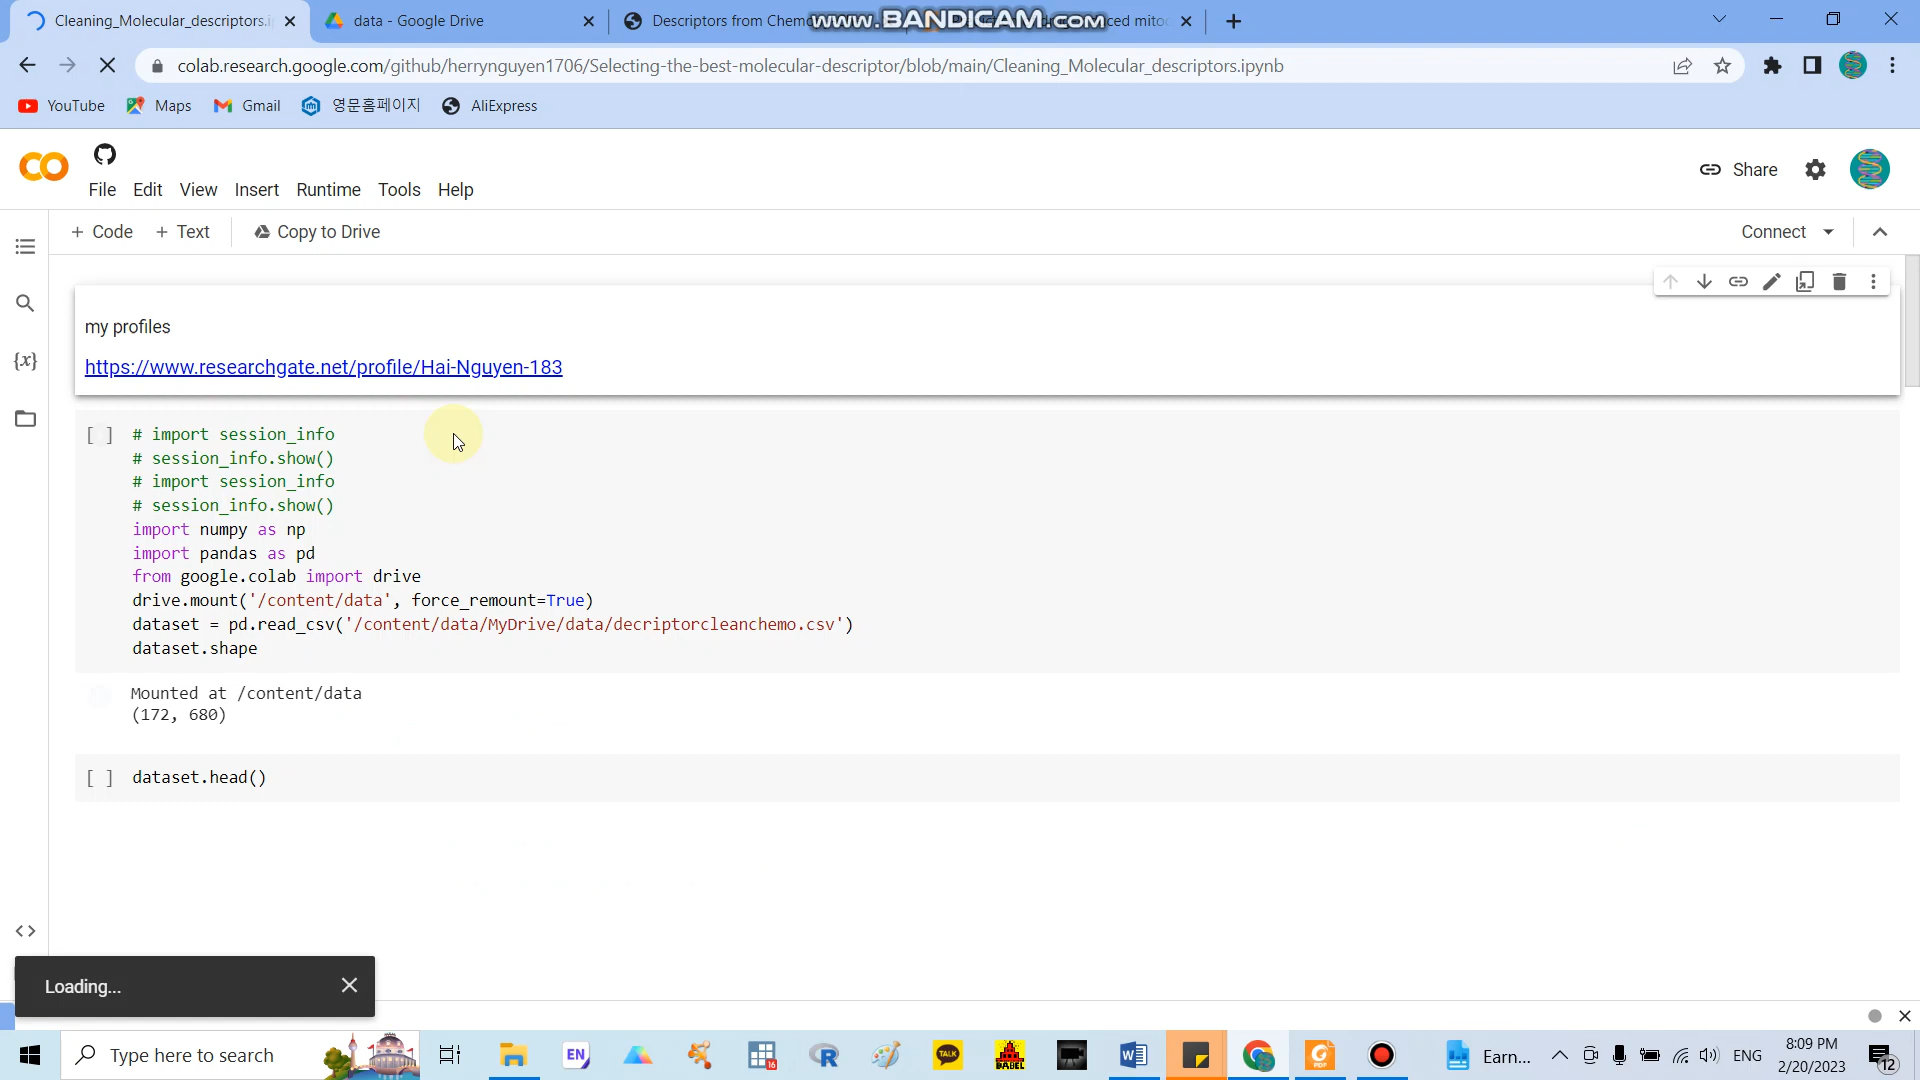 Cleaning_Molecular_descriptors.i
data - Google Drive
Descriptors from Chemo
www.BANDICAM.com
ced mito
colab.research.google.com/github/herrynguyen1706/Selecting-the-best-molecular-descriptor/blob/main/Cleaning_Molecular_descriptors.ipynb
YouTube
Maps
Gmail
영문홈페이지
AliExpress
File Edit View Insert Runtime Tools Help
Share
+ Code + Text Copy to Drive
Connect
my profiles
https://www.researchgate.net/profile/Hai-Nguyen-183
[ ] # import session_info
# session_info.show()
# import session_info
# session_info.show()
import numpy as np
import pandas as pd
from google.colab import drive
drive.mount('/content/data', force_remount=True)
dataset = pd.read_csv('/content/data/MyDrive/data/decriptorcleanchemo.csv')
dataset.shape
Mounted at /content/data
(172, 680)
[ ] dataset.head()
{x}
Loading...
Type here to search
EN
16
R
TALK
BABEL
W
PDF
Earn...
ENG
8:09 PM
2/20/2023
12